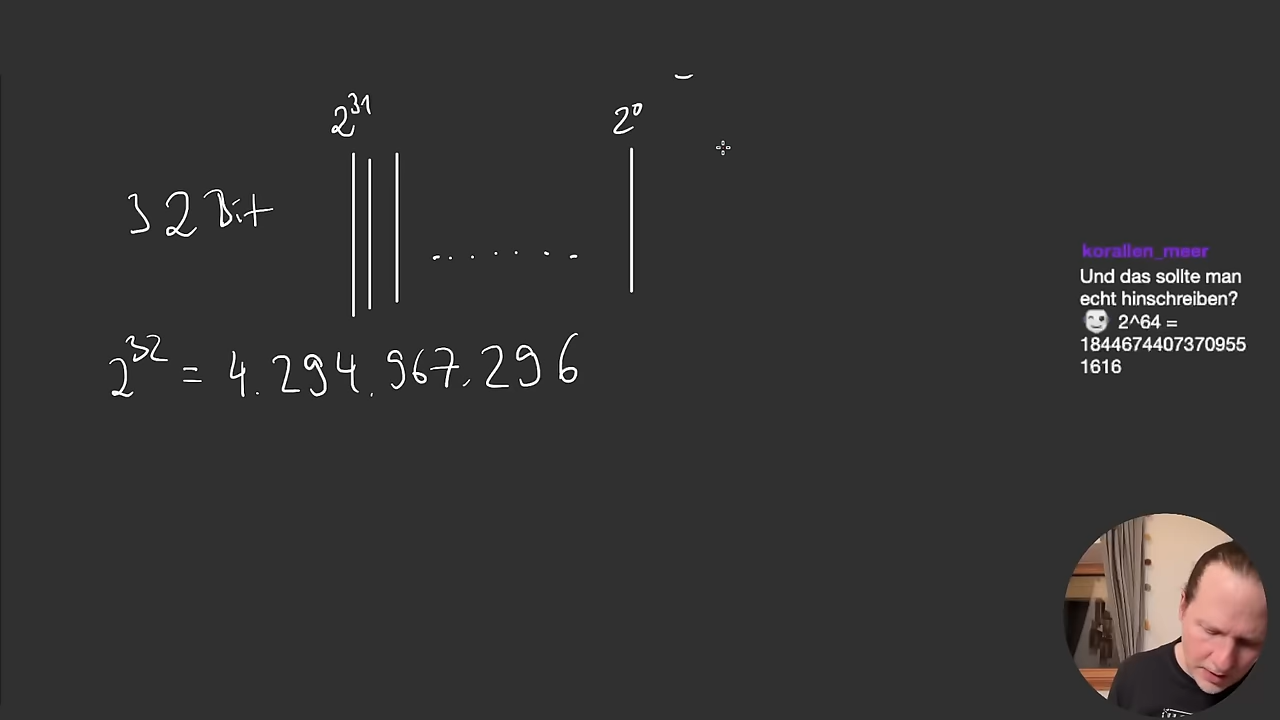 2^31 2^0
32 Bit
.......
2^32 = 4.294.967.296
korallen_meer
Und das sollte man
echt hinschreiben?
2^64 =
1844674407370955
1616